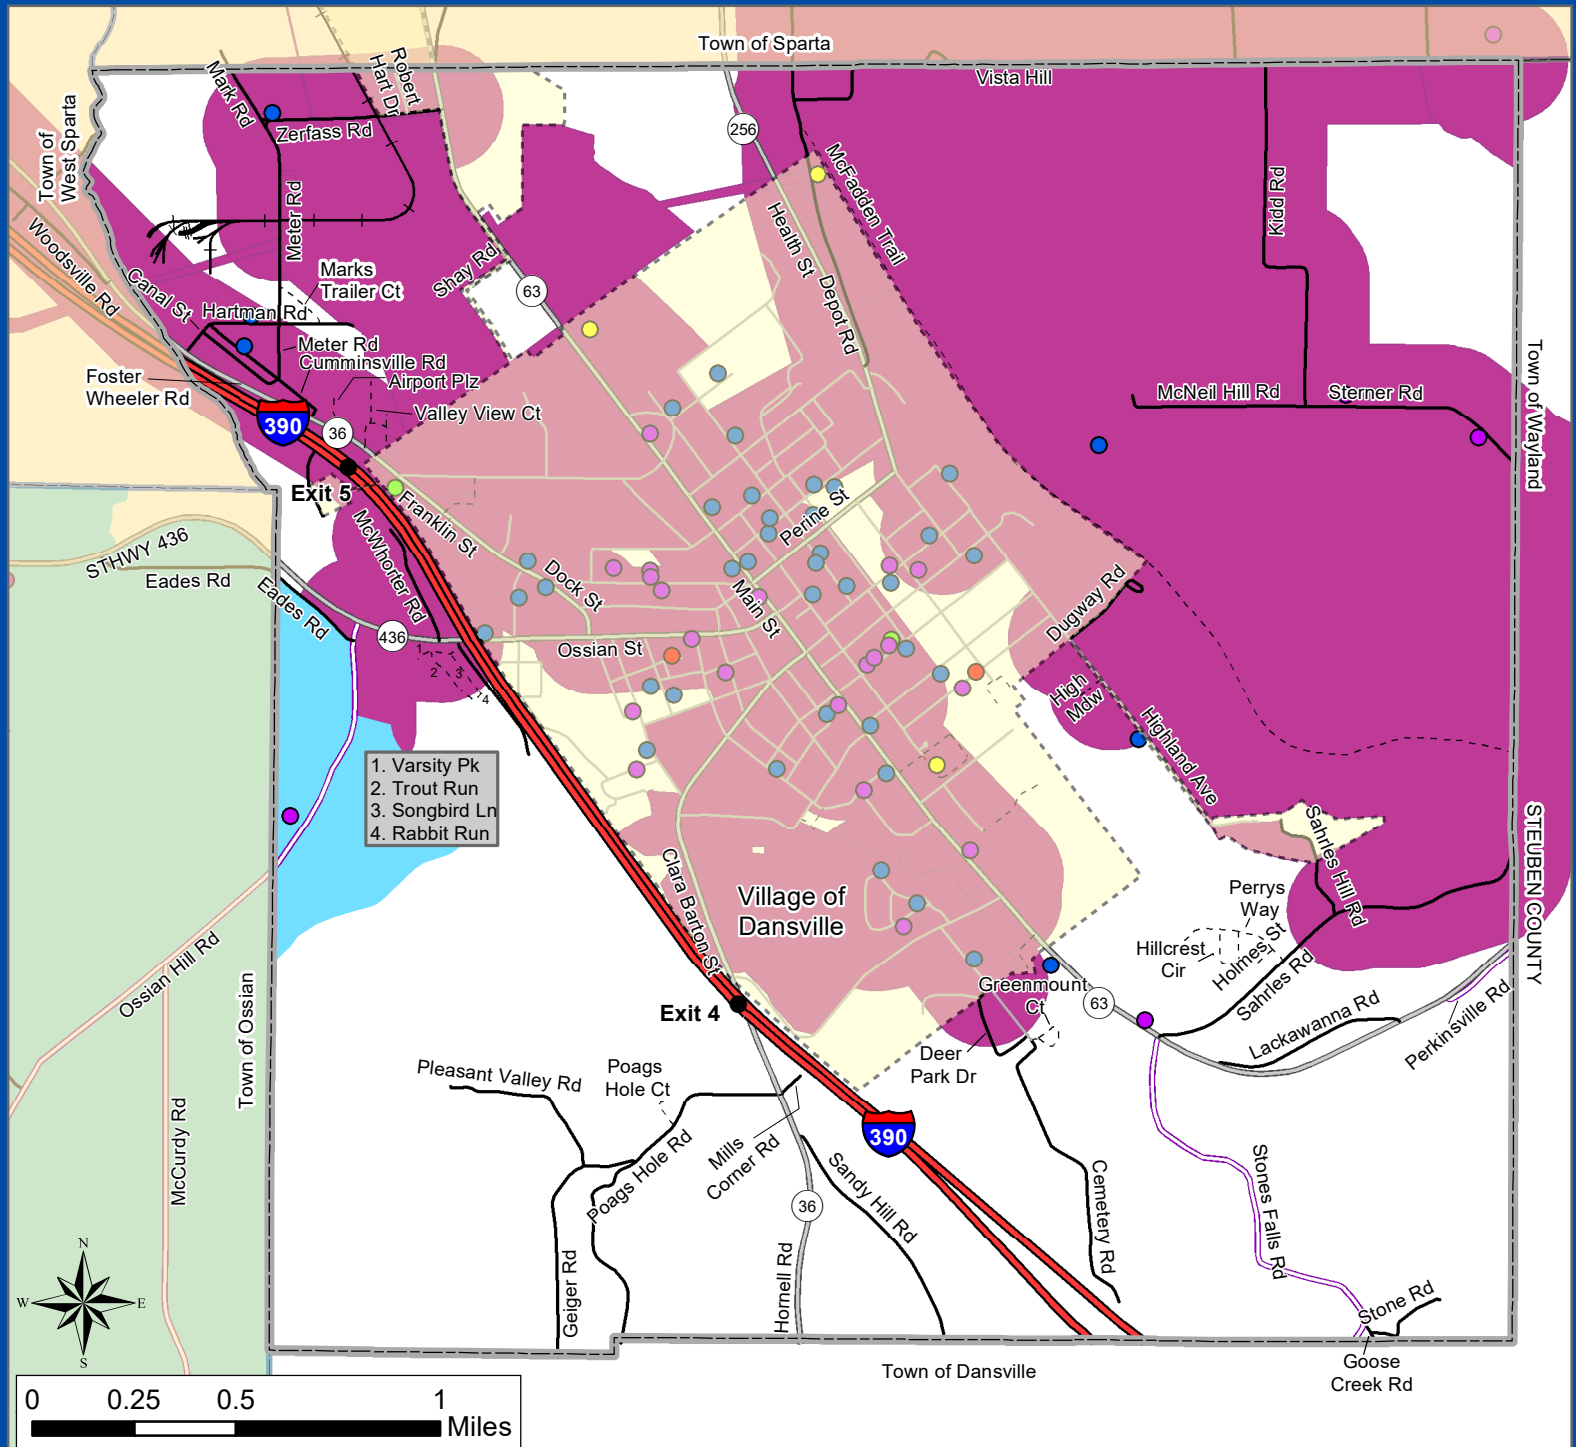 Town of Sparta
Vista Hill
Mark Rd
Robert
Hart Dr
Zerfass Rd
256
Town of
West Sparta
Meter Rd
McFadden Trail
Kidd Rd
Health St
Depot Rd
Woodsville Rd
Canal St
Shay Rd
63
Marks
Trailer Ct
Hartman Rd
Meter Rd
Cumminsville Rd
Airport Plz
Valley View Ct
Foster
Wheeler Rd
390
36
Exit 5
McNeil Hill Rd
Sterner Rd
Town of Wayland
Franklin St
Perine St
McWhorter Rd
STHWY 436
Eades Rd
Eades Rd
436
Dock St
Main St
Ossian St
Dugway Rd
High
Mdw
Highland Ave
1
2
3
4
1. Varsity Pk
2. Trout Run
3. Songbird Ln
4. Rabbit Run
Clara Barton St
Village of
Dansville
Sahrles Hill Rd
STEUBEN COUNTY
Perrys
Way
Hillcrest
Cir
Holmes St
Sahrles Rd
Ossian Hill Rd
Town of Ossian
Exit 4
Greenmount
Ct
63
Lackawanna Rd
Perkinsville Rd
Deer
Park Dr
Pleasant Valley Rd
Poags
Hole Ct
McCurdy Rd
390
Mills
Corner Rd
Poags Hole Rd
Sandy Hill Rd
36
Cemetery Rd
Stones Falls Rd
Geiger Rd
Hornell Rd
Stone Rd
Goose
Creek Rd
Town of Dansville
N
W
E
S
0 0.25 0.5 1
Miles